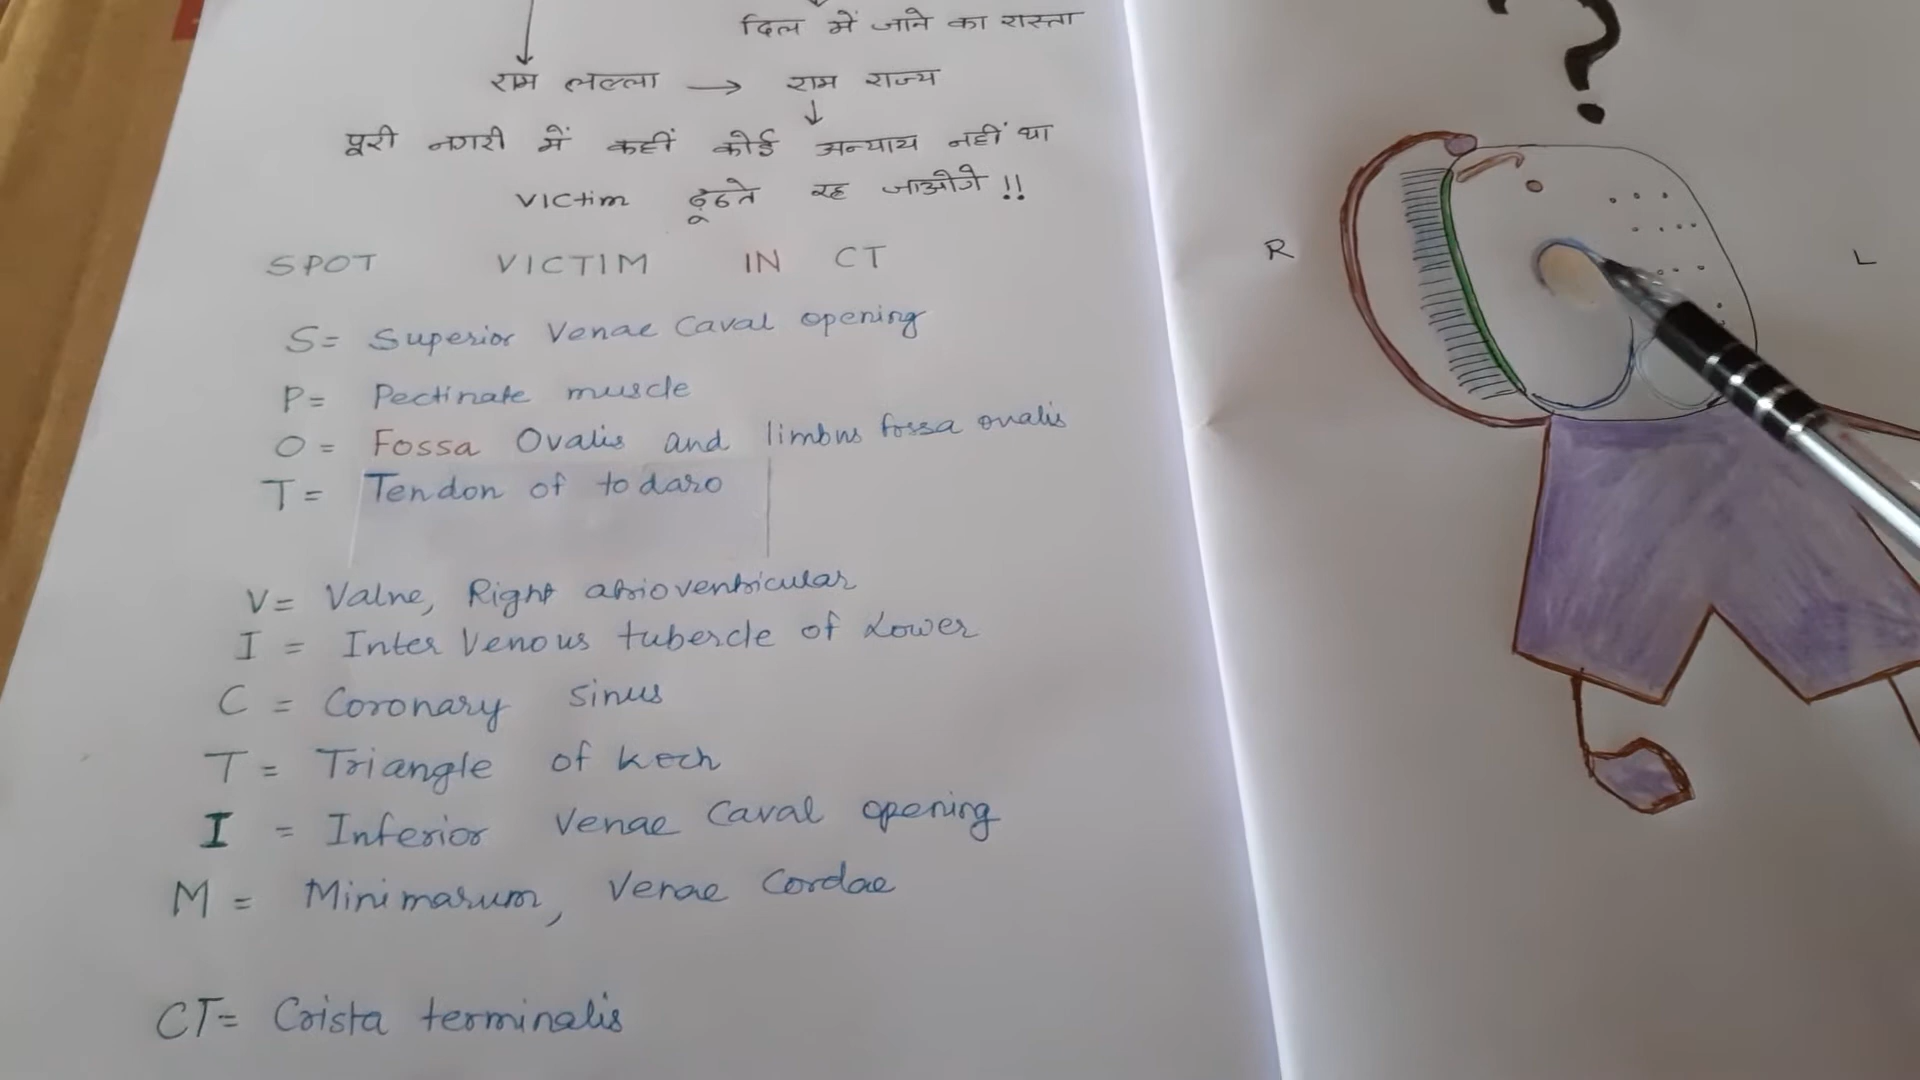 दिल में जाने का रास्ता
राम लल्ला → राम राज्य
पूरी नगरी में कहीं कोई अन्याय नहीं था
VICtim ढूढते रह जाओगे !!
SPOT VICTIM IN CT
S= Superior Venae Caval opening
P= Pectinate muscle
O = Fossa Ovalis and limbus fossa ovalis
T= Tendon of todaro
V= Valve, Right atrioventricular
I = Inter Venous tubercle of Lower
C = Coronary sinus
T = Triangle of Koch
I = Inferior Venae Caval opening
M = Minimarum, Venae Cordae
CT= Crista terminalis
?
R
L